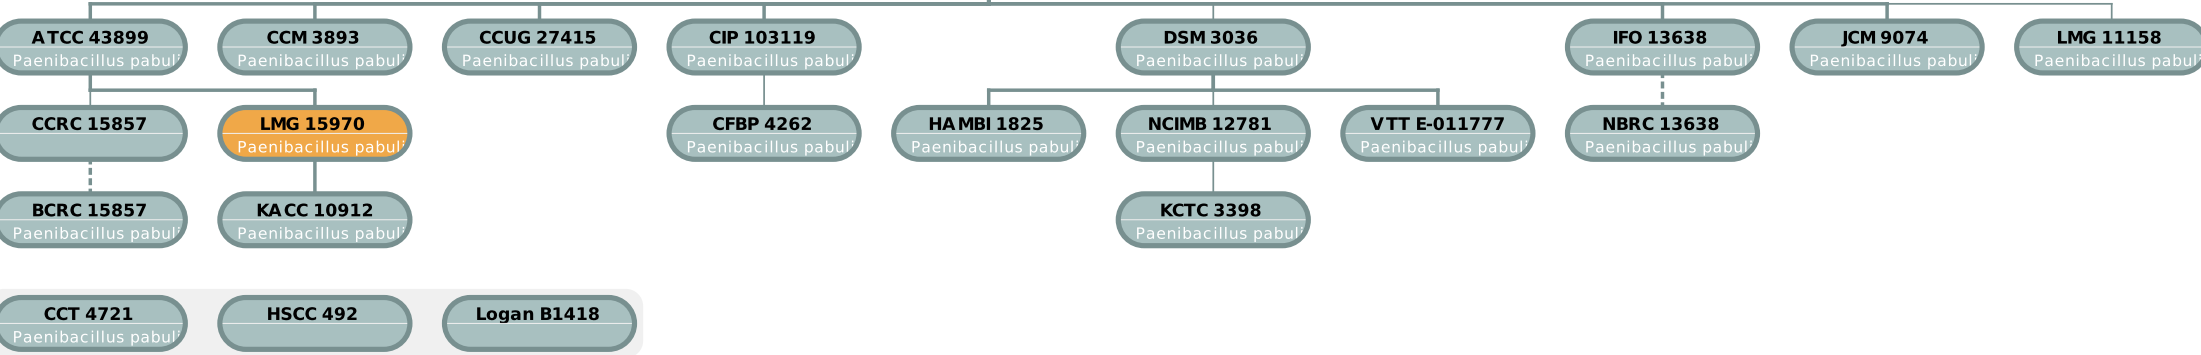 ATCC 43899
Paenibacillus pabuli
CCM 3893
Paenibacillus pabuli
CCUG 27415
Paenibacillus pabuli
CIP 103119
Paenibacillus pabuli
DSM 3036
Paenibacillus pabuli
IFO 13638
Paenibacillus pabuli
JCM 9074
Paenibacillus pabuli
LMG 11158
Paenibacillus pabuli
CCRC 15857
LMG 15970
Paenibacillus pabuli
CFBP 4262
Paenibacillus pabuli
HAMBI 1825
Paenibacillus pabuli
NCIMB 12781
Paenibacillus pabuli
VTT E-011777
Paenibacillus pabuli
NBRC 13638
Paenibacillus pabuli
BCRC 15857
Paenibacillus pabuli
KACC 10912
Paenibacillus pabuli
KCTC 3398
Paenibacillus pabuli
CCT 4721
Paenibacillus pabuli
HSCC 492
Logan B1418